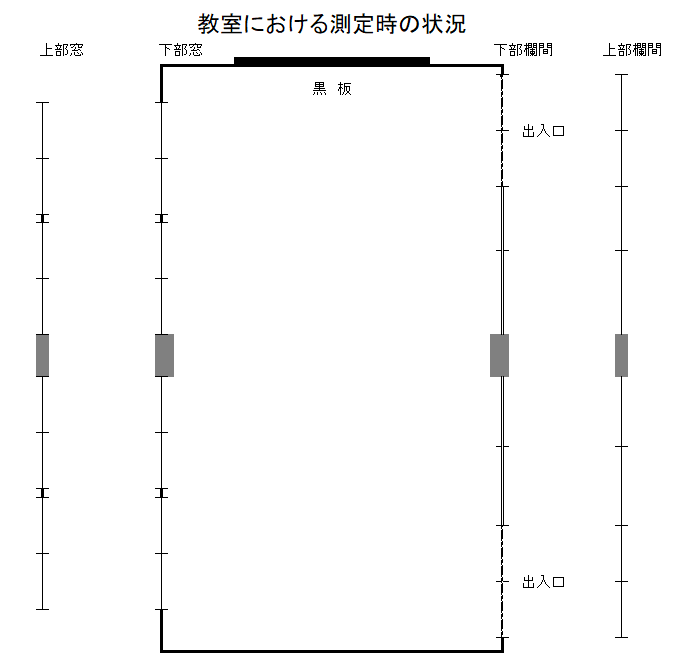 教室における測定時の状況
上部窓 下部窓 下部欄間 上部欄間
黒 板
出入口
出入口